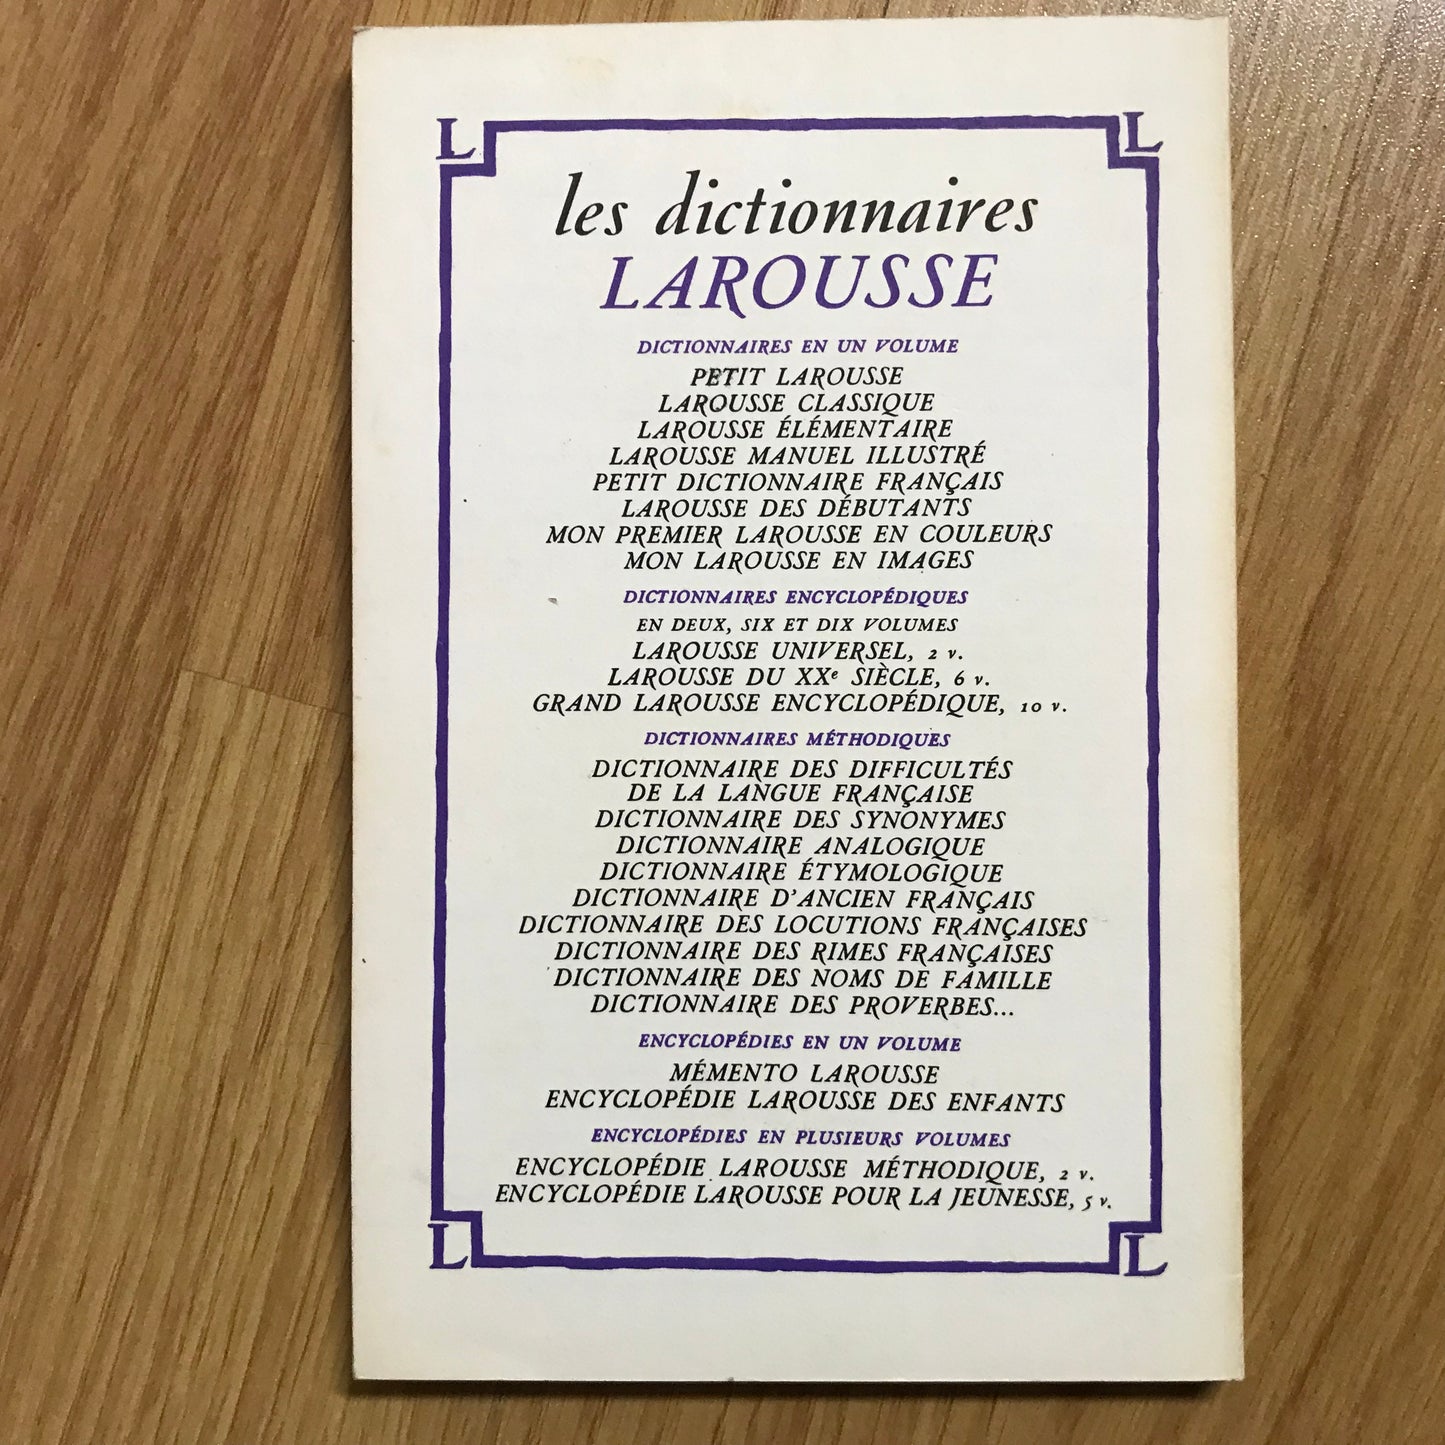 L L
les dictionnaires
LAROUSSE
DICTIONNAIRES EN UN VOLUME
PETIT LAROUSSE
LAROUSSE CLASSIQUE
LAROUSSE ÉLÉMENTAIRE
LAROUSSE MANUEL ILLUSTRÉ
PETIT DICTIONNAIRE FRANÇAIS
LAROUSSE DES DÉBUTANTS
MON PREMIER LAROUSSE EN COULEURS
MON LAROUSSE EN IMAGES
DICTIONNAIRES ENCYCLOPÉDIQUES
EN DEUX, SIX ET DIX VOLUMES
LAROUSSE UNIVERSEL, 2 v.
LAROUSSE DU XXe SIÈCLE, 6 v.
GRAND LAROUSSE ENCYCLOPÉDIQUE, 10 v.
DICTIONNAIRES MÉTHODIQUES
DICTIONNAIRE DES DIFFICULTÉS
DE LA LANGUE FRANÇAISE
DICTIONNAIRE DES SYNONYMES
DICTIONNAIRE ANALOGIQUE
DICTIONNAIRE ÉTYMOLOGIQUE
DICTIONNAIRE D'ANCIEN FRANÇAIS
DICTIONNAIRE DES LOCUTIONS FRANÇAISES
DICTIONNAIRE DES RIMES FRANÇAISES
DICTIONNAIRE DES NOMS DE FAMILLE
DICTIONNAIRE DES PROVERBES...
ENCYCLOPÉDIES EN UN VOLUME
MÉMENTO LAROUSSE
ENCYCLOPÉDIE LAROUSSE DES ENFANTS
ENCYCLOPÉDIES EN PLUSIEURS VOLUMES
ENCYCLOPÉDIE LAROUSSE MÉTHODIQUE, 2 v.
ENCYCLOPÉDIE LAROUSSE POUR LA JEUNESSE, 5 v.
L L